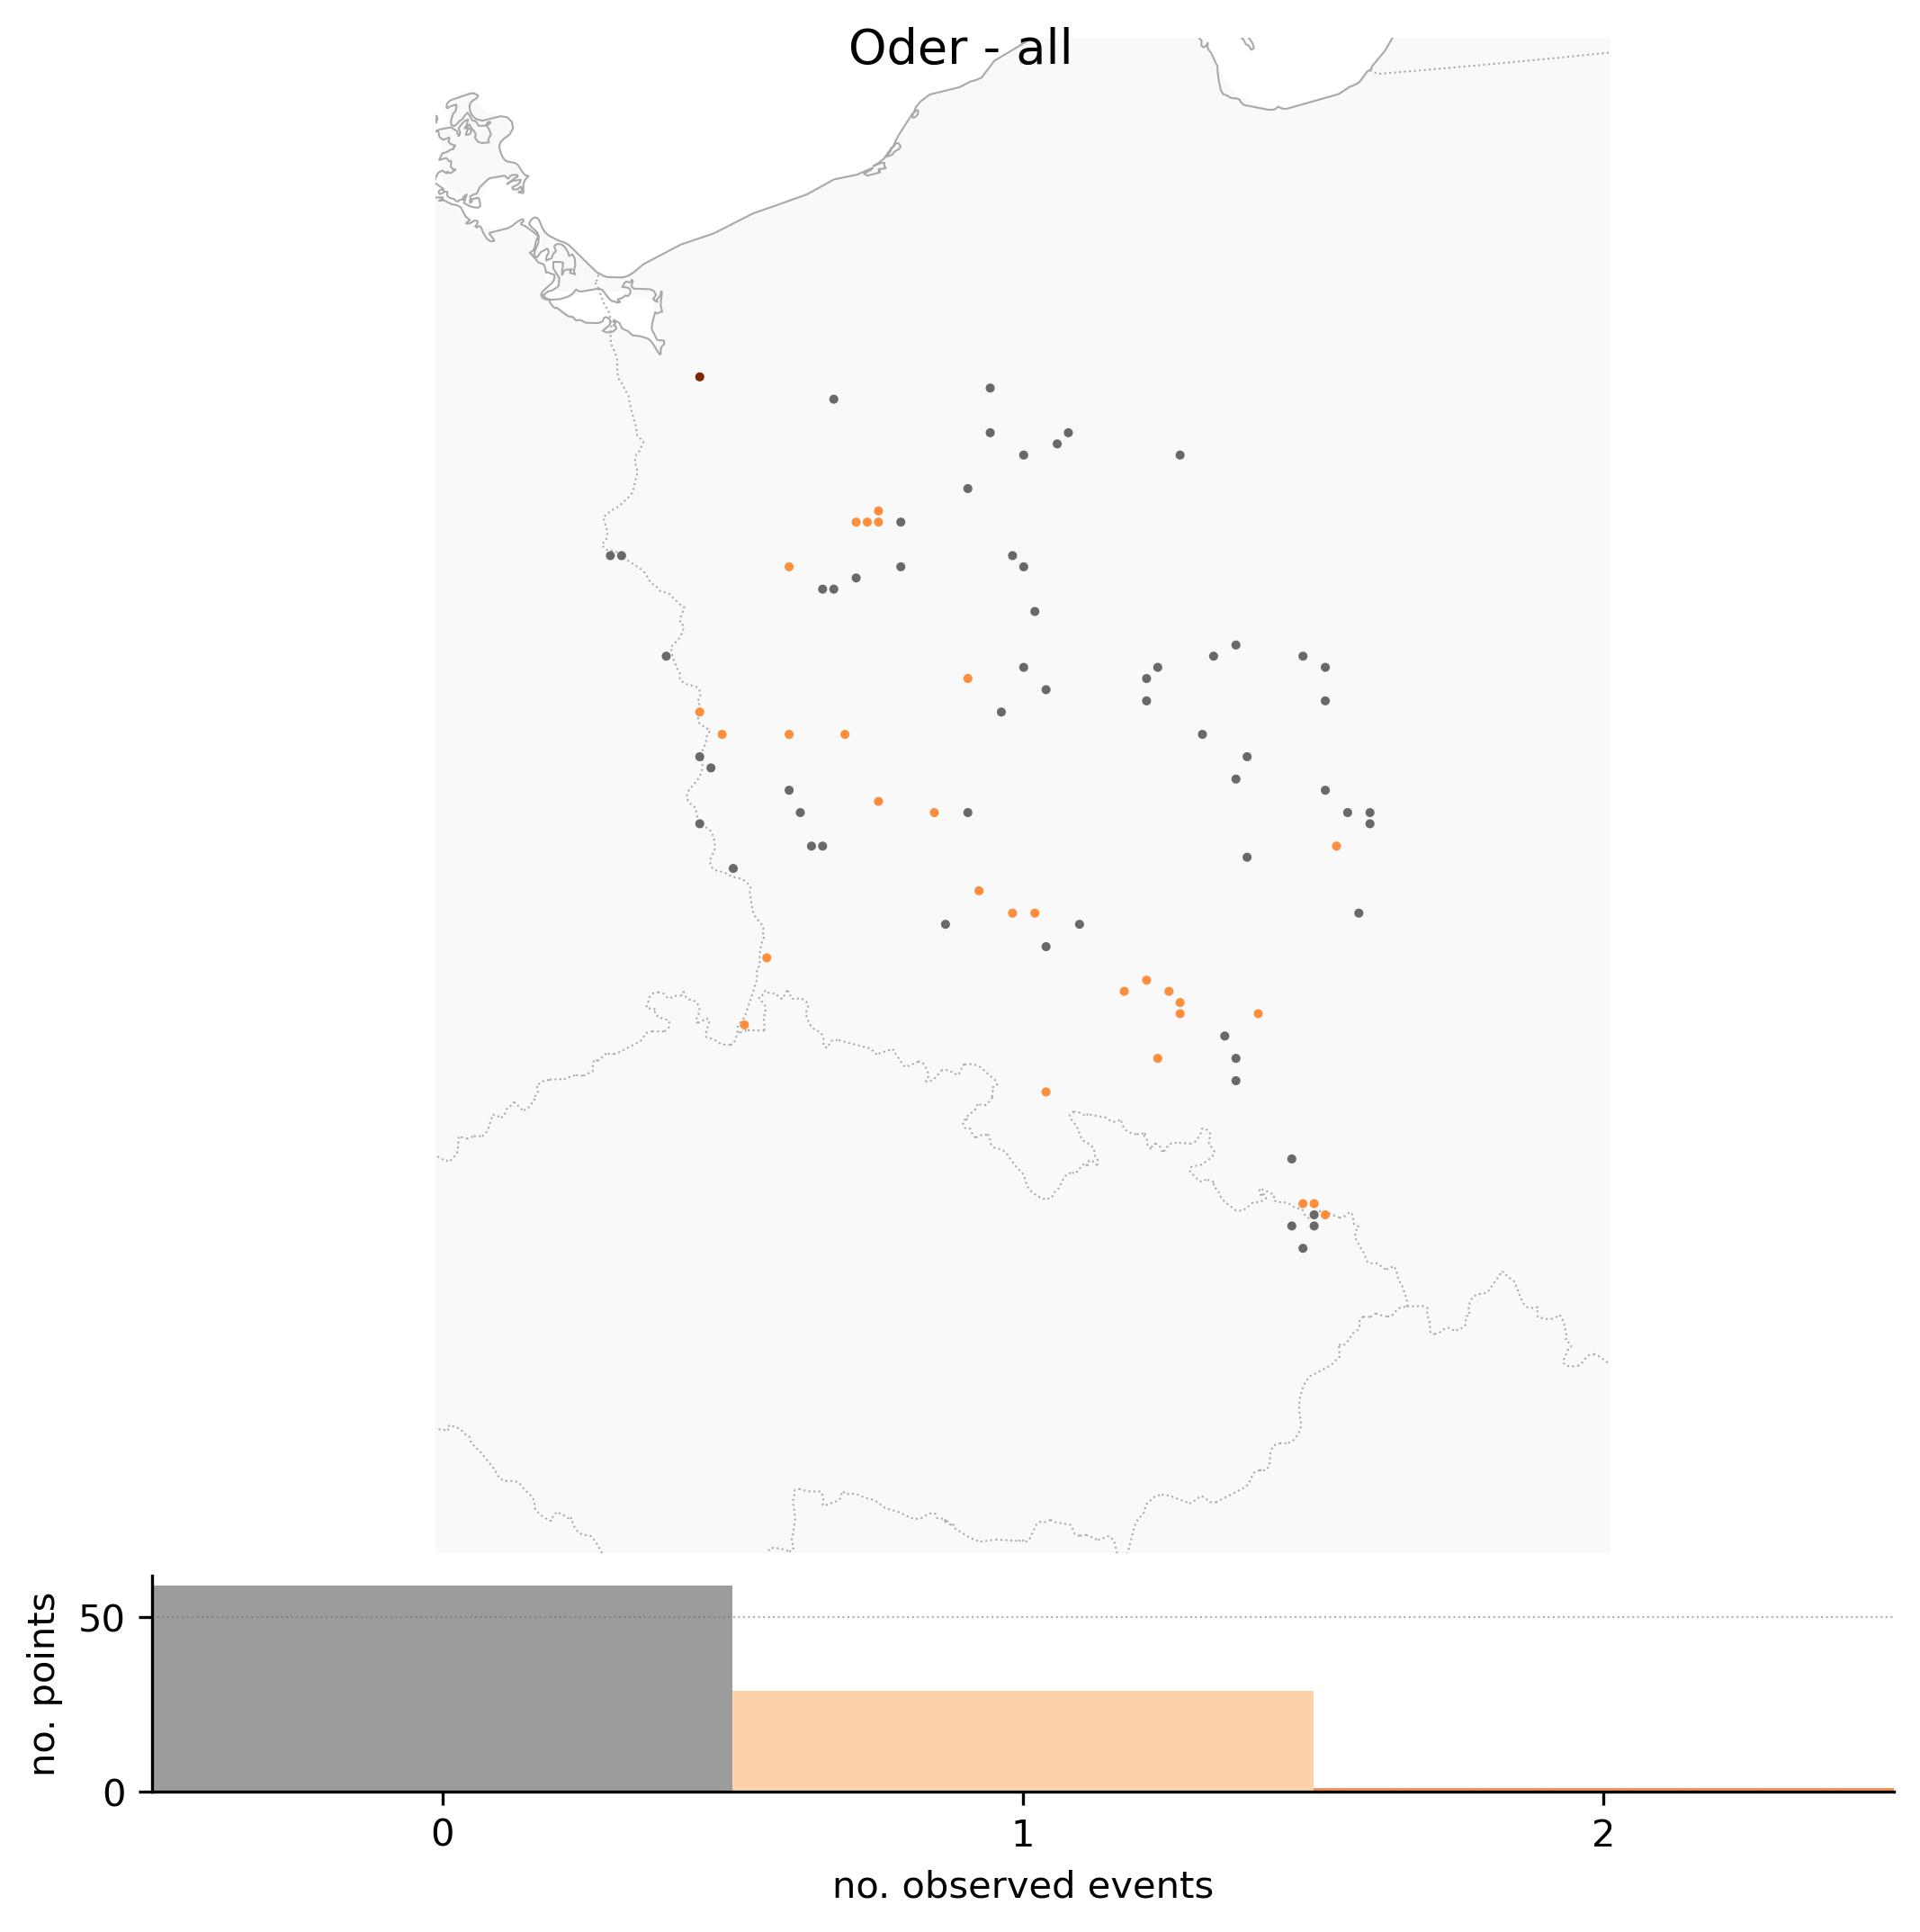 Oder - all
no. points
50
0
0 1 2
no. observed events